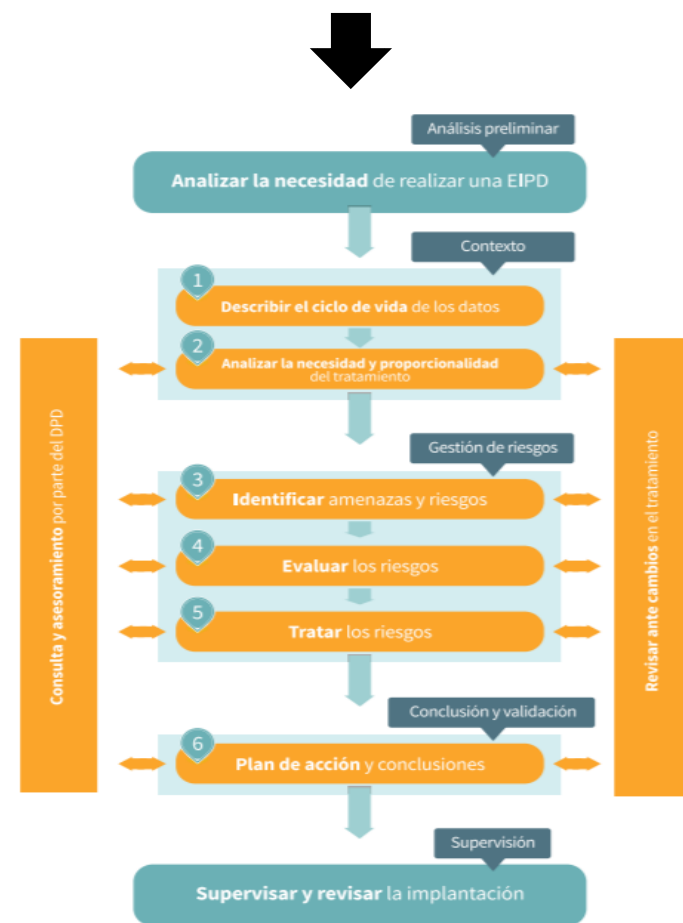 Análisis preliminar
Analizar la necesidad de realizar una EIPD
Contexto
1
Describir el ciclo de vida de los datos
2
Analizar la necesidad y proporcionalidad
del tratamiento
Gestión de riesgos
3
Identificar amenazas y riesgos
4
Evaluar los riesgos
5
Tratar los riesgos
Conclusión y validación
6
Plan de acción y conclusiones
Supervisión
Supervisar y revisar la implantación
Consulta y asesoramiento por parte del DPD
Revisar ante cambios en el tratamiento